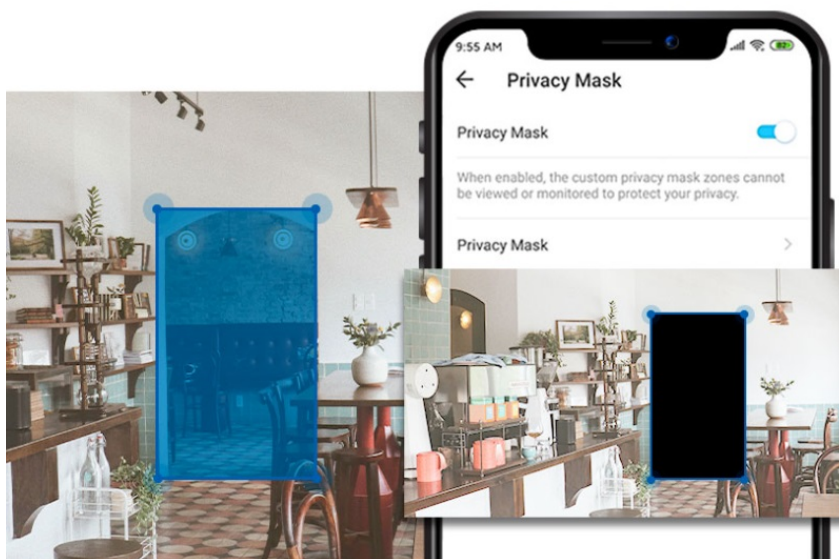 9:55 AM
82
Privacy Mask
Privacy Mask
When enabled, the custom privacy mask zones cannot
be viewed or monitored to protect your privacy.
Privacy Mask